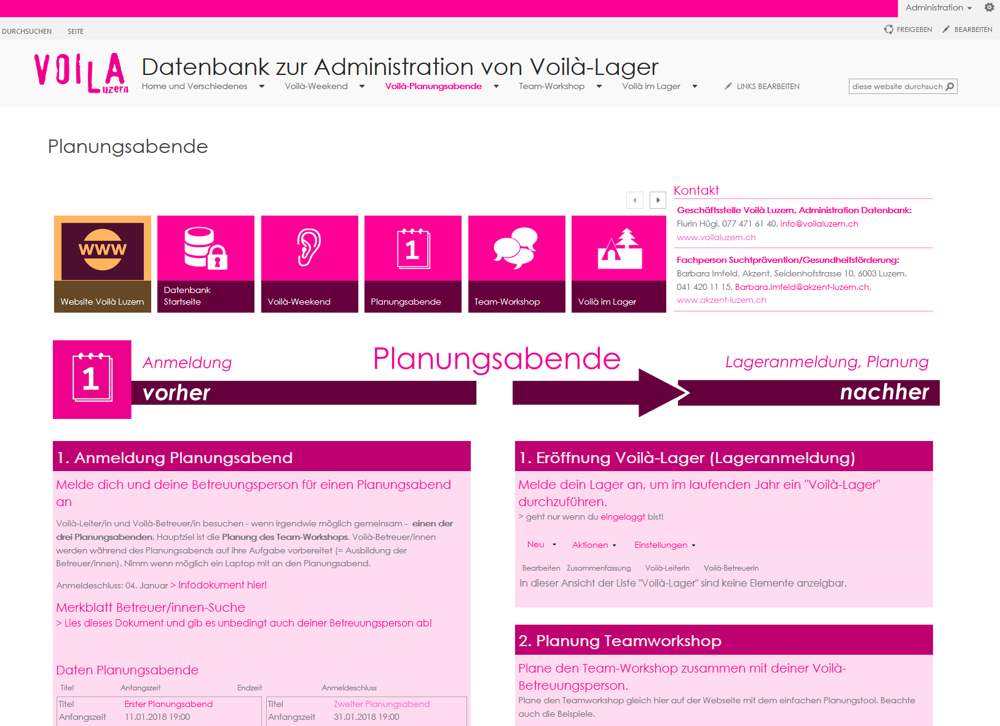 Administration
DURCHSUCHEN SEITE
FREIGEBEN BEARBEITEN
VOILA
Luzern
Datenbank zur Administration von Voilà-Lager
Home und Verschiedenes Voilà-Weekend Voilà-Planungsabende Team-Workshop Voilà im Lager LINKS BEARBEITEN
diese website durchsuch
Planungsabende
Kontakt
Geschäftsstelle Voilà Luzern, Administration Datenbank:
Flurin Hügi, 077 471 61 40, info@voilaluzern.ch
www.voilaluzern.ch
Fachperson Suchtprävention/Gesundheitsförderung:
Barbara Imfeld, Akzent, Seidenhofstrasse 10, 6003 Luzern,
041 420 11 15, Barbara.Imfeld@akzent-luzern.ch,
www.akzent-luzern.ch
WWW
Website Voilà Luzern
Datenbank
Startseite
Voilà-Weekend
1
Planungsabende
Team-Workshop
Voilà im Lager
1
Anmeldung
vorher
Planungsabende
Lageranmeldung, Planung
nachher
1. Anmeldung Planungsabend
Melde dich und deine Betreuungsperson für einen Planungsabend
an
Voilà-Leiter/in und Voilà-Betreuer/in besuchen - wenn irgendwie möglich gemeinsam - einen der
drei Planungsabenden. Hauptziel ist die Planung des Team-Workshops. Voilà-Betreuer/innen
werden während des Planungsabends auf ihre Aufgabe vorbereitet (= Ausbildung der
Betreuer/innen). Nimm wenn möglich ein Laptop mit an den Planungsabend.
Anmeldeschluss: 04. Januar > Infodokument hier!
Merkblatt Betreuer/innen-Suche
> Lies dieses Dokument und gib es unbedingt auch deiner Betreuungsperson ab!
Daten Planungsabende
Titel Anfangszeit Endzeit Anmeldeschluss
Titel Erster Planungsabend
Anfangszeit 11.01.2018 19:00
Titel Zweiter Planungsabend
Anfangszeit 31.01.2018 19:00
1. Eröffnung Voilà-Lager (Lageranmeldung)
Melde dein Lager an, um im laufenden Jahr ein "Voilà-Lager"
durchzuführen.
> geht nur wenn du eingeloggt bist!
Neu Aktionen Einstellungen
Bearbeiten Zusammenfassung Voilà-LeiterIn Voilà-BetreuerIn
In dieser Ansicht der Liste "Voilà-Lager" sind keine Elemente anzeigbar.
2. Planung Teamworkshop
Plane den Team-Workshop zusammen mit deiner Voilà-
Betreuungsperson.
Plane den Teamworkshop gleich hier auf der Webseite mit dem einfachen Planungstool. Beachte
auch die Beispiele.